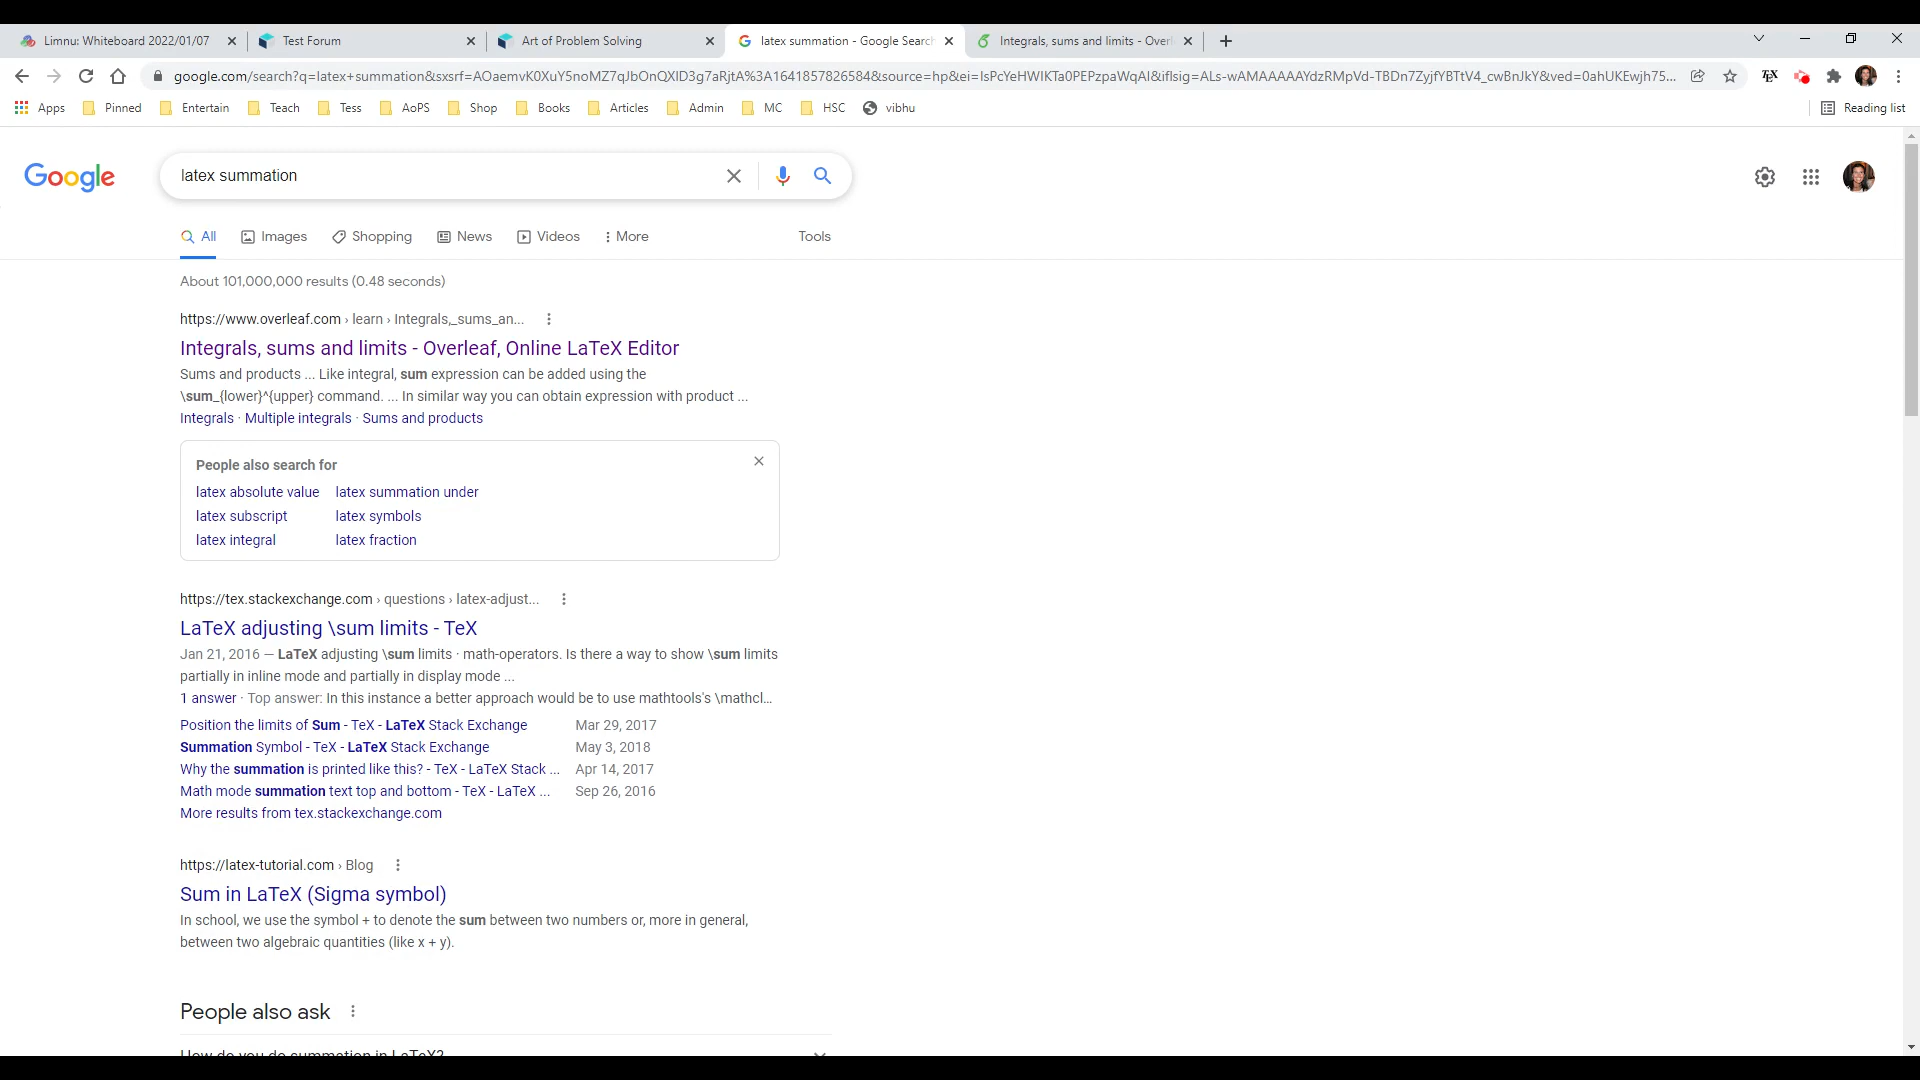 Limnu: Whiteboard 2022/01/07
Test Forum
Art of Problem Solving
latex summation - Google Search
Integrals, sums and limits - Overl
google.com/search?q=latex+summation&sxsrf=AOaemvK0XuY5noMZ7qJbOnQXID3g7aRjtA%3A1641857826584&source=hp&ei=IsPcYeHWIKTa0PEPzpaWqAI&iflsig=ALs-wAMAAAAAYdzRMpVd-TBDn7ZyjfYBTtV4_cwBnJkY&ved=0ahUKEwjh75...
TEX
Apps
Pinned
Entertain
Teach
Tess
AoPS
Shop
Books
Articles
Admin
MC
HSC
vibhu
Reading list
Google
latex summation
All
Images
Shopping
News
Videos
More
Tools
About 101,000,000 results (0.48 seconds)
https://www.overleaf.com › learn › Integrals,_sums_an...
Integrals, sums and limits - Overleaf, Online LaTeX Editor
Sums and products ... Like integral, sum expression can be added using the
\sum_{lower}^{upper} command. ... In similar way you can obtain expression with product ...
Integrals · Multiple integrals · Sums and products
People also search for
latex absolute value latex summation under
latex subscript latex symbols
latex integral latex fraction
https://tex.stackexchange.com › questions › latex-adjust...
LaTeX adjusting \sum limits - TeX
Jan 21, 2016 — LaTeX adjusting \sum limits · math-operators. Is there a way to show \sum limits
partially in inline mode and partially in display mode ...
1 answer · Top answer: In this instance a better approach would be to use mathtools's \mathcl...
Position the limits of Sum - TeX - LaTeX Stack Exchange Mar 29, 2017
Summation Symbol - TeX - LaTeX Stack Exchange May 3, 2018
Why the summation is printed like this? - TeX - LaTeX Stack ... Apr 14, 2017
Math mode summation text top and bottom - TeX - LaTeX ... Sep 26, 2016
More results from tex.stackexchange.com
https://latex-tutorial.com › Blog
Sum in LaTeX (Sigma symbol)
In school, we use the symbol + to denote the sum between two numbers or, more in general,
between two algebraic quantities (like x + y).
People also ask
How do you do summation in LaTeX?